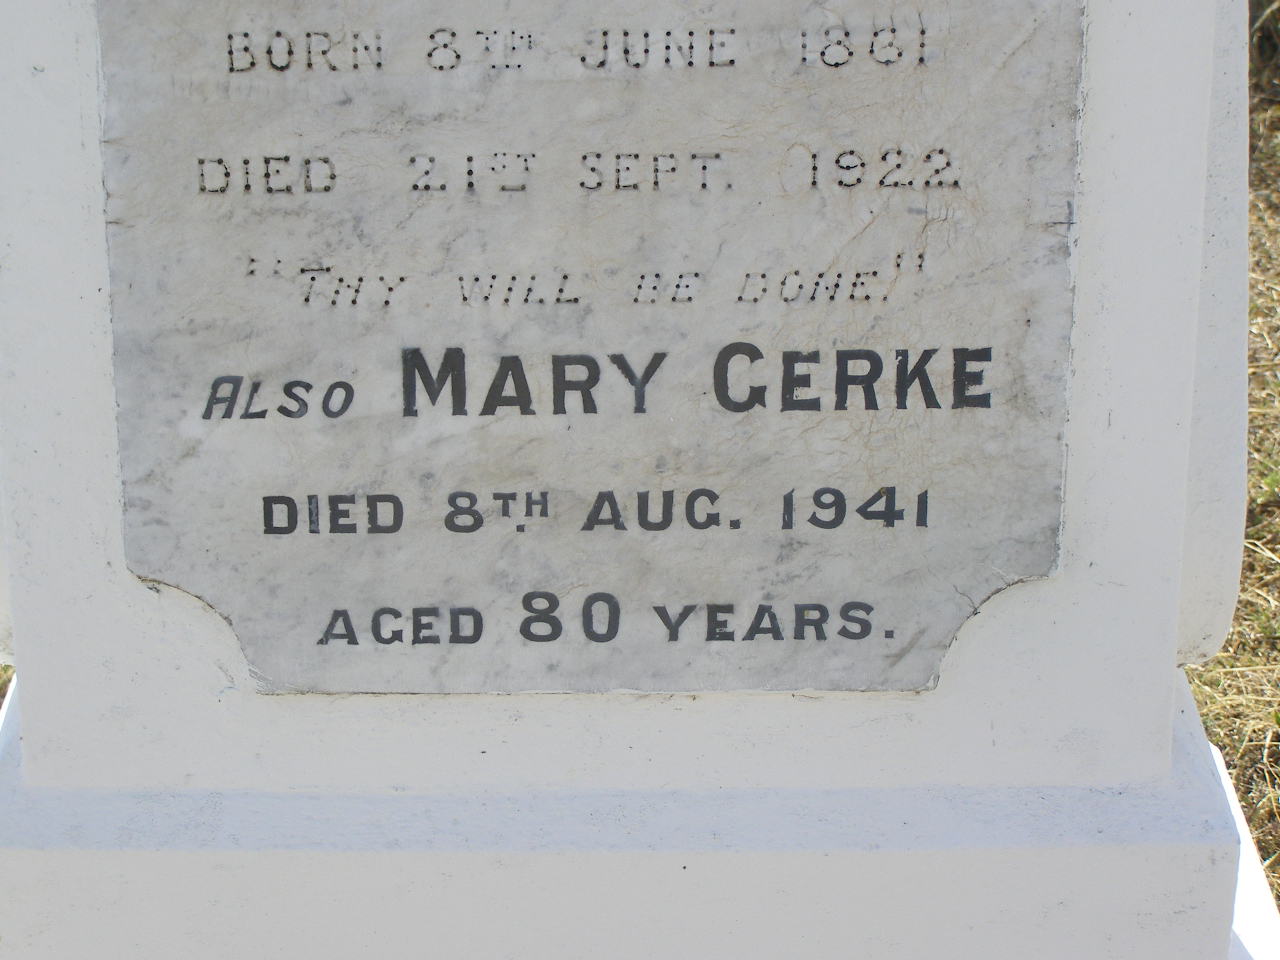 BORN 8TH JUNE 1881
DIED 21ST SEPT. 1922
"THY WILL BE DONE!"
ALSO MARY GERKE
DIED 8TH AUG. 1941
AGED 80 YEARS.